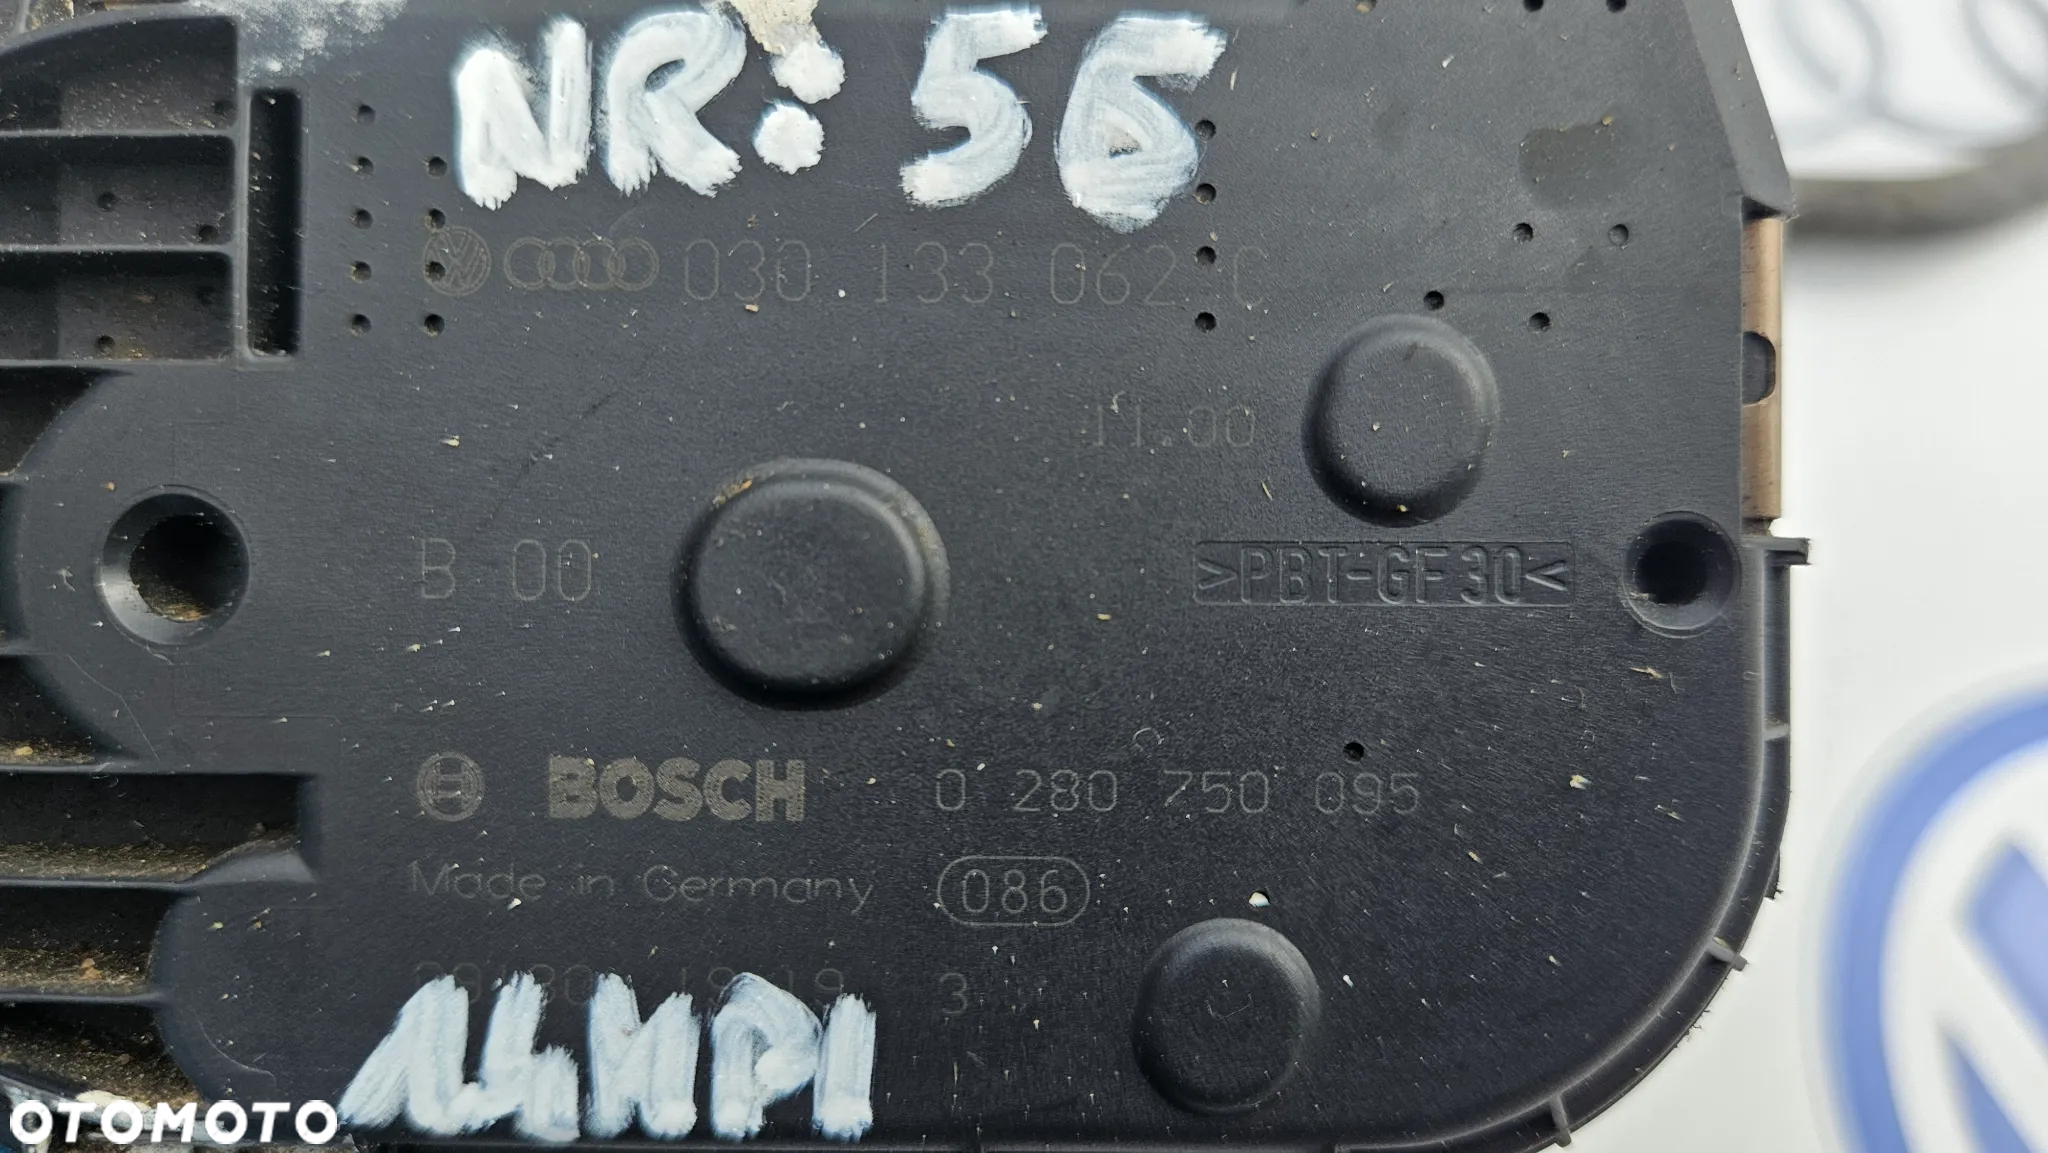 NR: 56
030 133 062 C
11.00
B 00
>PBT-GF30<
BOSCH 0 280 750 095
Made in Germany 086
3
1.4MPI
OTOMOTO